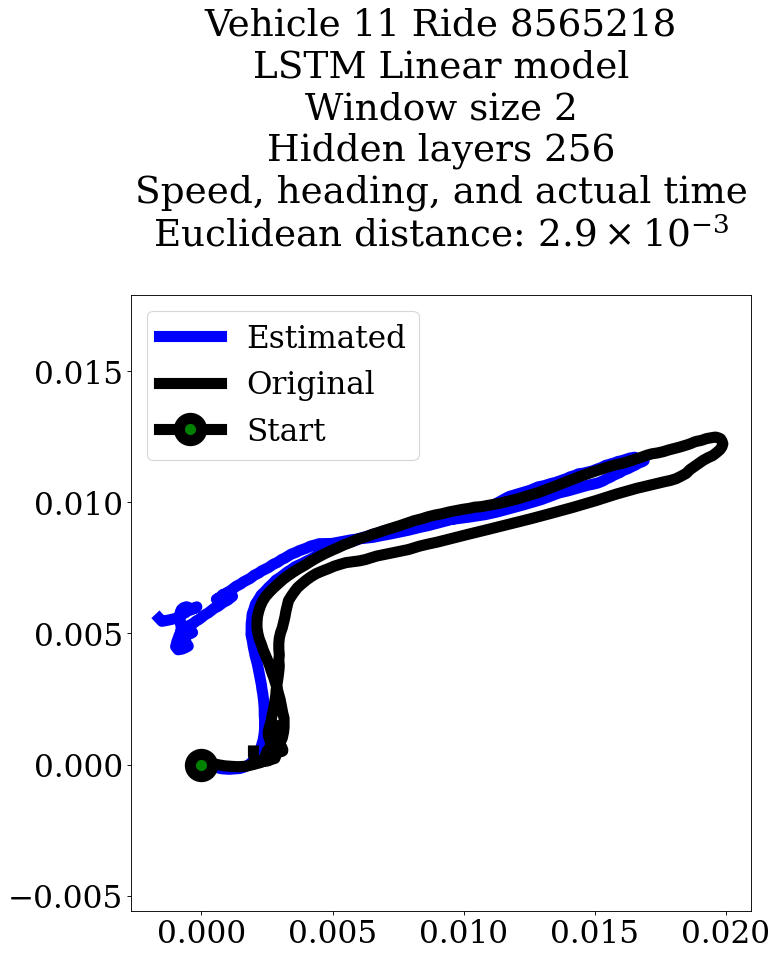 Vehicle 11 Ride 8565218
LSTM Linear model
Window size 2
Hidden layers 256
Speed, heading, and actual time
Euclidean distance: 2.9 × 10⁻³
Estimated
Original
Start
0.015
0.010
0.005
0.000
−0.005
0.000 0.005 0.010 0.015 0.020